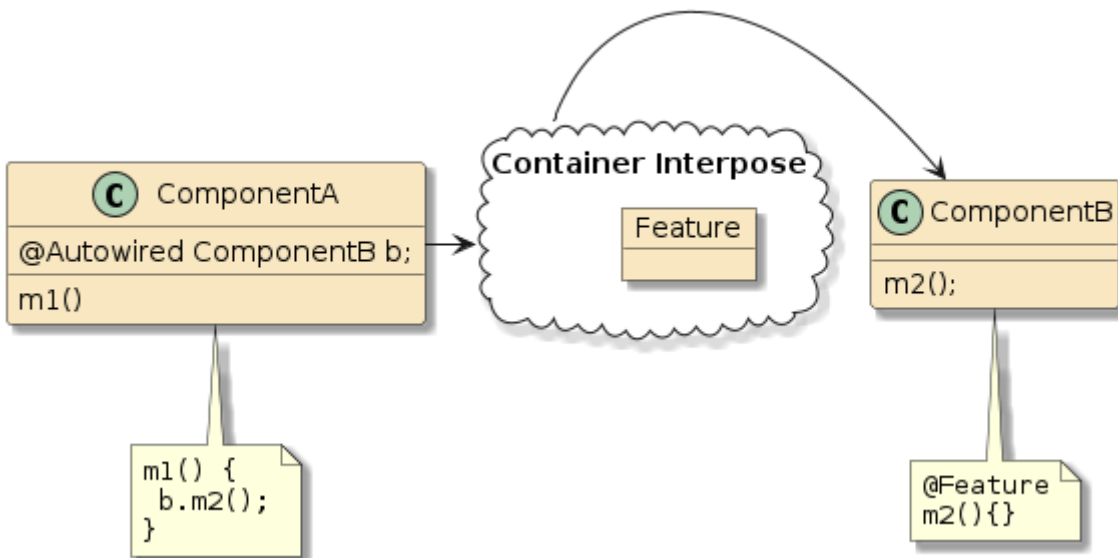 C ComponentA
@Autowired ComponentB b;
m1()
m1() {
 b.m2();
}
Container Interpose
Feature
C ComponentB
m2();
@Feature
m2(){}